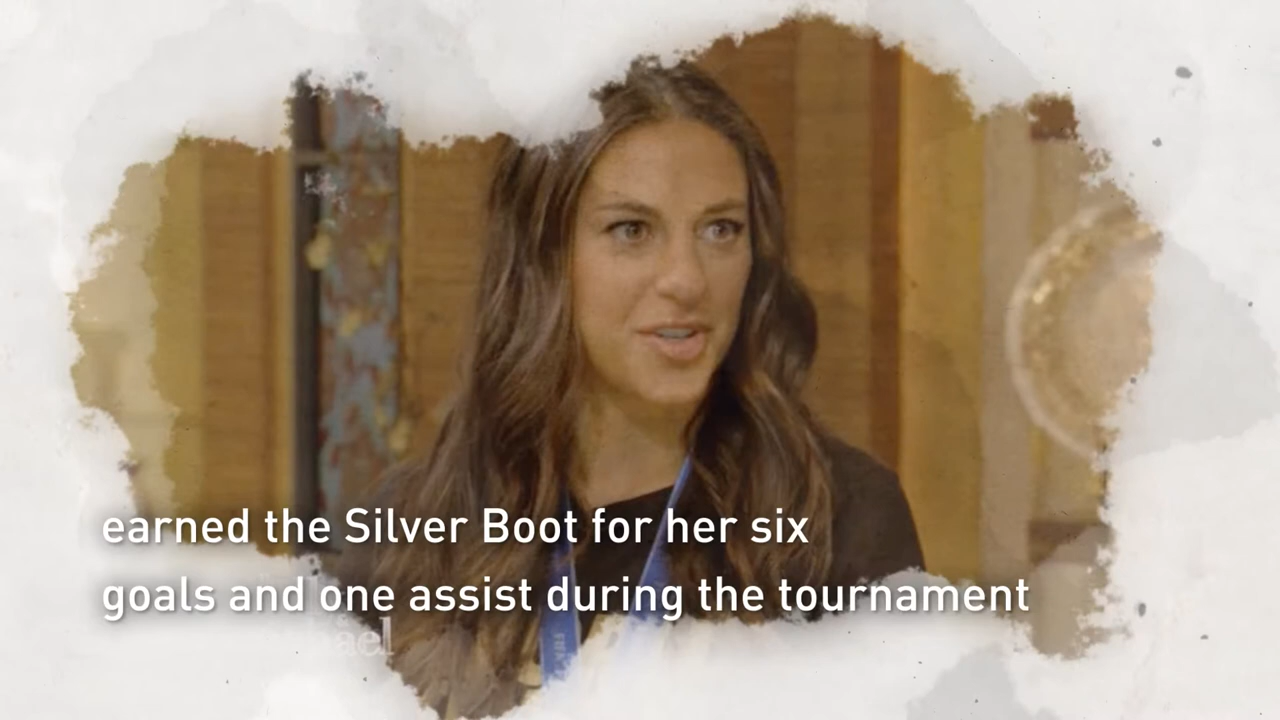 earned the Silver Boot for her six
goals and one assist during the tournament